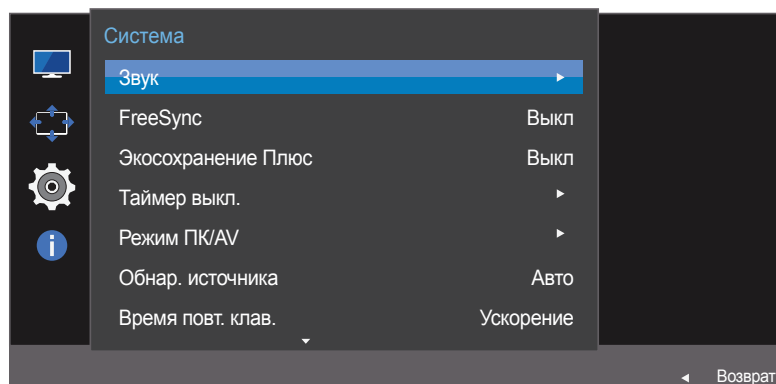 Система
Звук
FreeSync Выкл
Экосохранение Плюс Выкл
Таймер выкл.
Режим ПК/AV
Обнар. источника Авто
Время повт. клав. Ускорение
Возврат